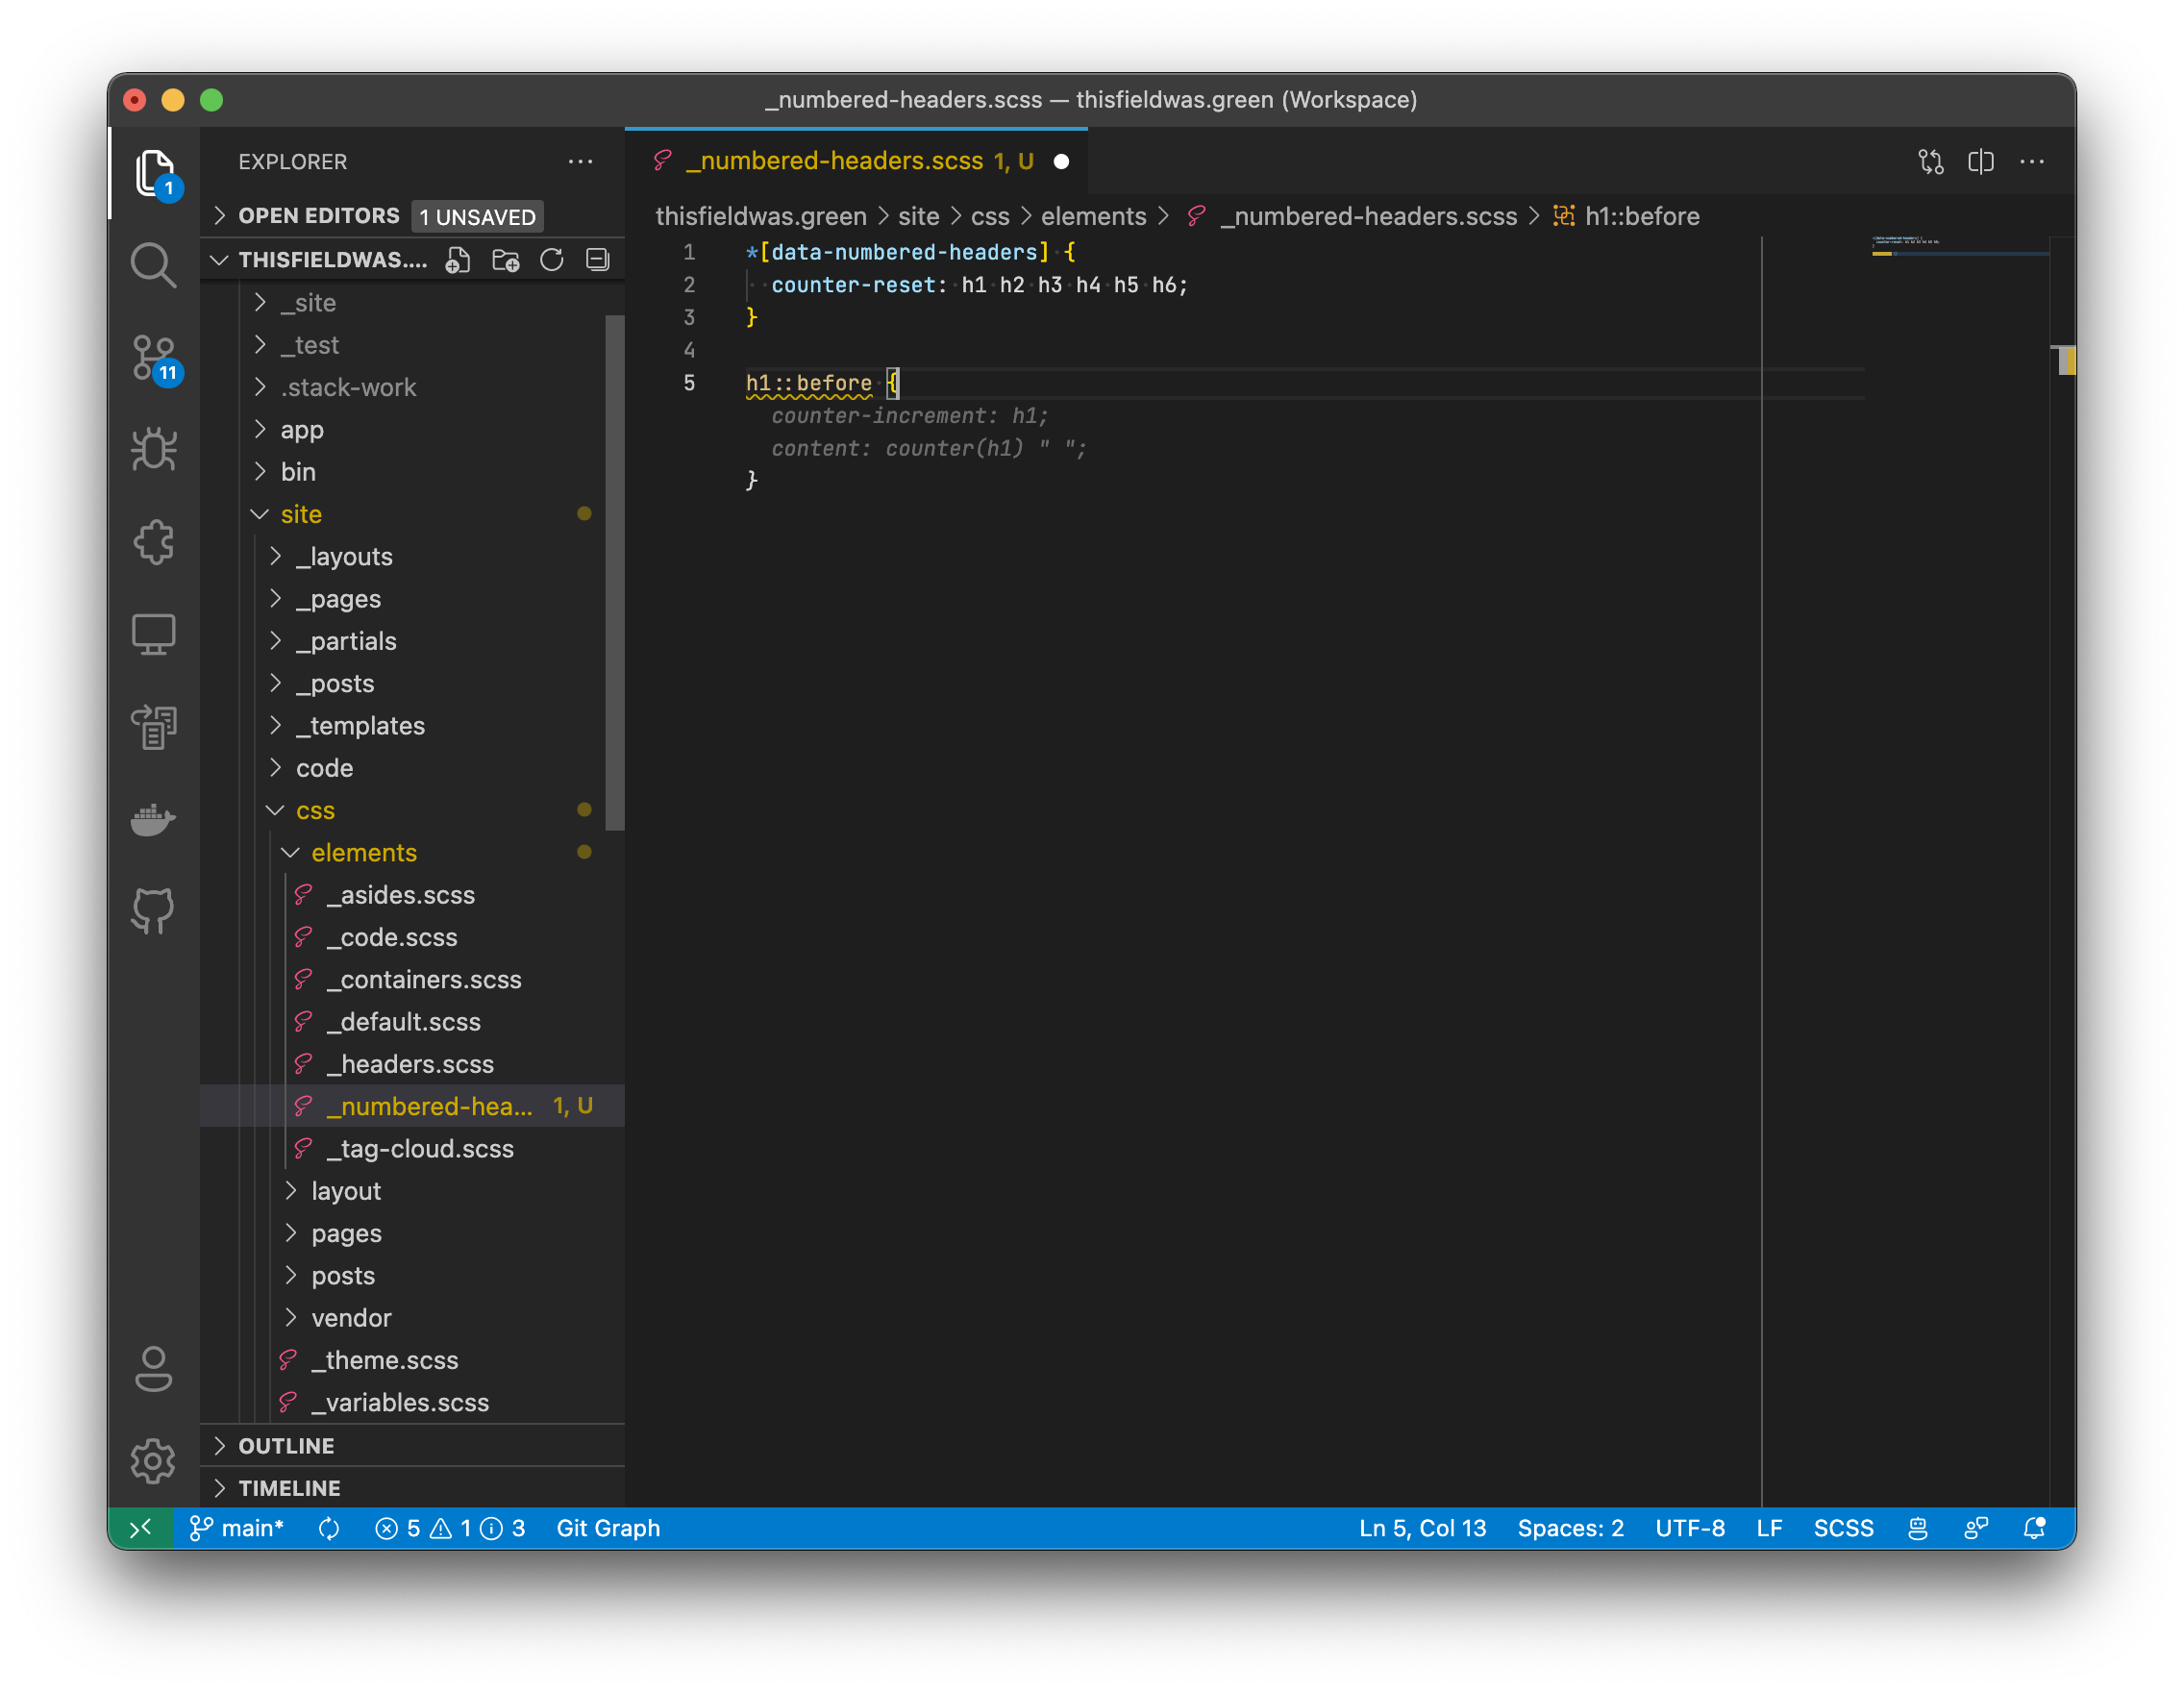 _numbered-headers.scss — thisfieldwas.green (Workspace)
EXPLORER
OPEN EDITORS 1 UNSAVED
THISFIELDWAS....
_site
_test
.stack-work
app
bin
site
_layouts
_pages
_partials
_posts
_templates
code
css
elements
_asides.scss
_code.scss
_containers.scss
_default.scss
_headers.scss
_numbered-hea... 1, U
_tag-cloud.scss
layout
pages
posts
vendor
_theme.scss
_variables.scss
OUTLINE
TIMELINE
1
11
_numbered-headers.scss 1, U
thisfieldwas.green > site > css > elements > _numbered-headers.scss > h1::before
1 *[data-numbered-headers] {
2 counter-reset: h1 h2 h3 h4 h5 h6;
3 }
4
5 h1::before {
counter-increment: h1;
content: counter(h1) " ";
}
main* 5 1 3 Git Graph Ln 5, Col 13 Spaces: 2 UTF-8 LF SCSS